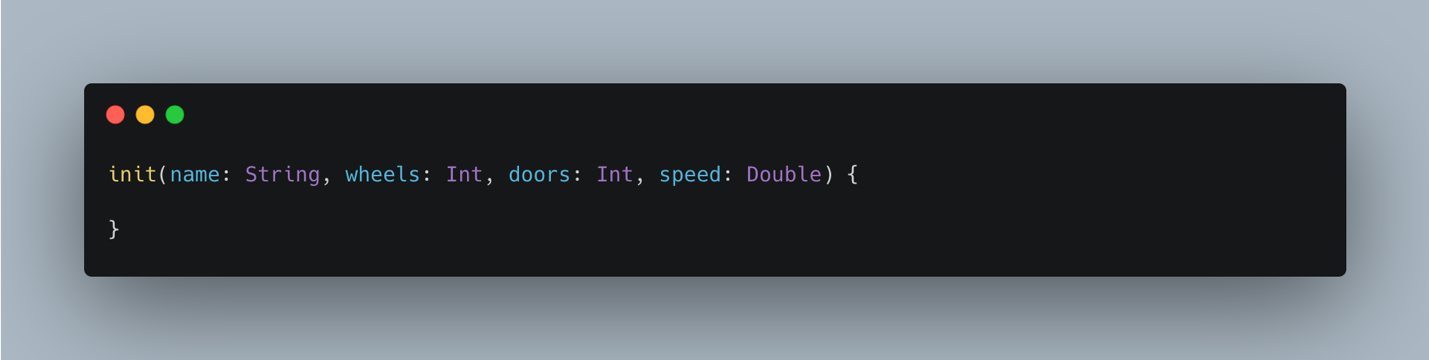 init(name: String, wheels: Int, doors: Int, speed: Double) {
}